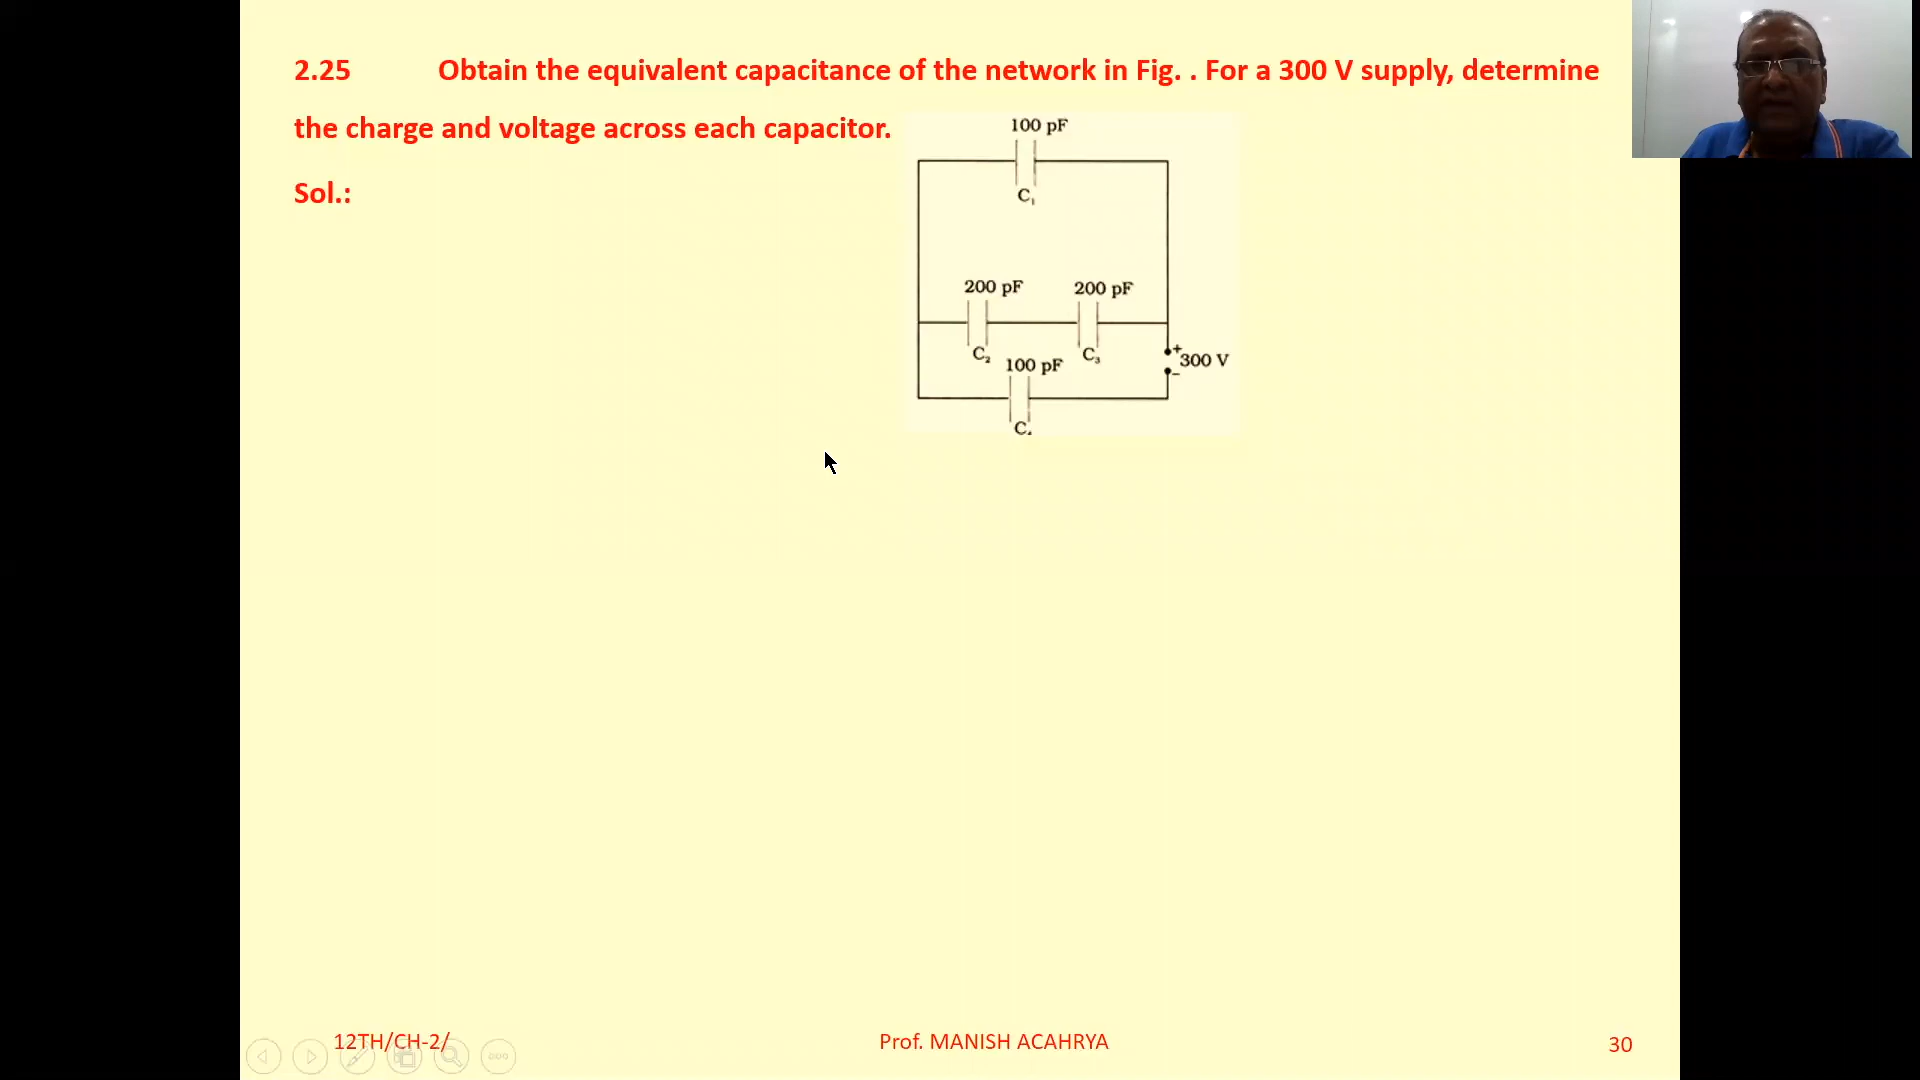 2.25 Obtain the equivalent capacitance of the network in Fig. . For a 300 V supply, determine
the charge and voltage across each capacitor.
Sol.:
100 pF
C₁
200 pF 200 pF
C₂ C₃
100 pF
+
300 V
−
C₄
12TH/CH-2/ Prof. MANISH ACAHRYA 30